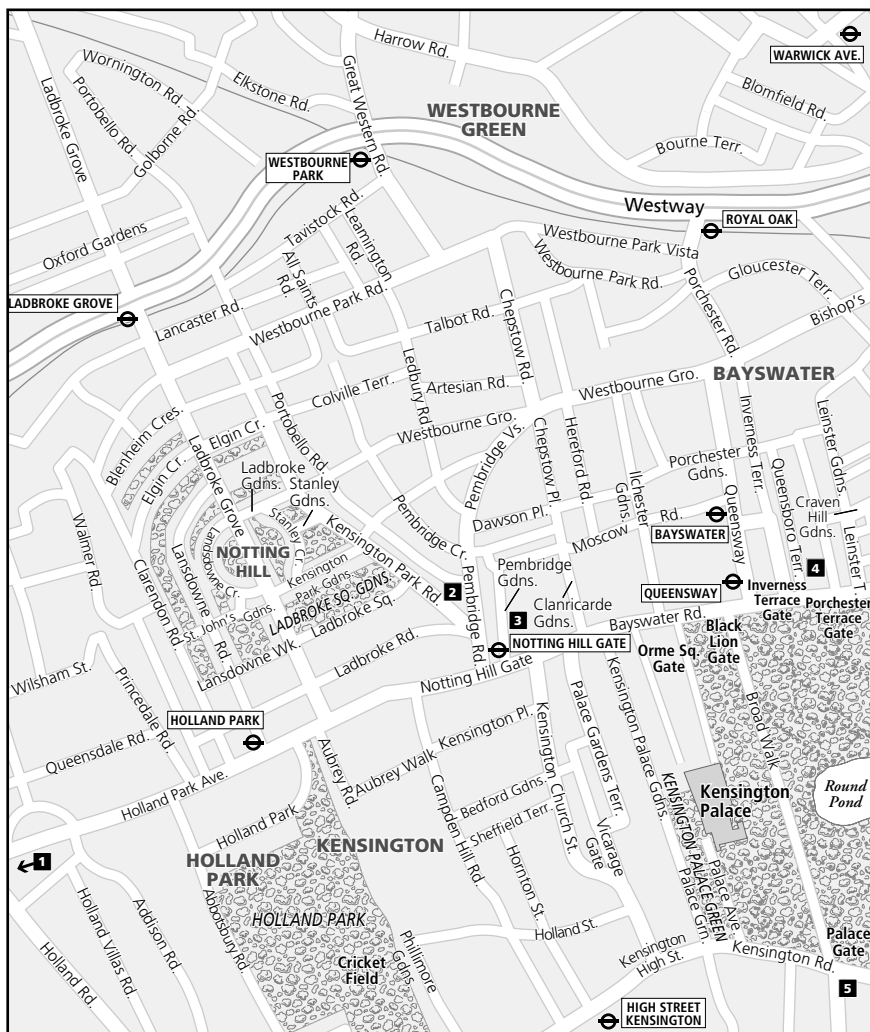 Harrow Rd.
WARWICK AVE.
Wornington Rd.
Elkstone Rd.
Great Western Rd.
Ladbroke Grove
Portobello Rd.
Golborne Rd.
WESTBOURNE
GREEN
Blomfield Rd.
Bourne Terr.
WESTBOURNE
PARK
Westway
ROYAL OAK
Tavistock Rd.
Leamington
Rd.
Oxford Gardens
All Saints
Rd.
Westbourne Park Vista
Westbourne Park Rd.
Gloucester Terr.
Porchester Rd.
Bishop's
LADBROKE GROVE
Lancaster Rd.
Westbourne Park Rd.
Talbot Rd.
Chepstow Rd.
Ledbury Rd.
BAYSWATER
Colville Terr.
Artesian Rd.
Westbourne Gro.
Westbourne Gro.
Blenheim Cres.
Elgin Cr.
Elgin Cr.
Portobello Rd.
Ladbroke Grove
Pembridge Vs.
Chepstow Pl.
Hereford Rd.
Inverness Terr.
Leinster Gdns.
Ladbroke
Gdns.
Stanley
Gdns.
Stanley Cr.
Porchester
Gdns.
Ilchester
Gdns.
Queensway
Queensboro Terr.
Craven
Hill
Gdns.
Leinster T.
Walmer Rd.
Clarendon Rd.
Lansdowne
Rd.
Lansdowne
Cr.
NOTTING
HILL
Kensington
Park Gdns.
Kensington Park Rd.
Pembridge Cr.
Dawson Pl.
Moscow Rd.
BAYSWATER
Pembridge
Gdns.
Clanricarde
Gdns.
QUEENSWAY
4
2
3
Inverness
Terrace
Gate
Porchester
Terrace
Gate
St. John's Gdns.
LADBROKE SQ. GDNS.
Ladbroke Sq.
Pembridge Rd.
Bayswater Rd.
Black
Lion
Gate
Orme Sq.
Gate
Lansdowne Wk.
Ladbroke Rd.
NOTTING HILL GATE
Notting Hill Gate
Wilsham St.
Princedale Rd.
HOLLAND PARK
Queensdale Rd.
Holland Park Ave.
Aubrey Rd.
Aubrey Walk
Kensington Pl.
Kensington Church St.
Palace Gardens Terr.
Kensington Palace Gdns.
Broad Walk
Round
Pond
Kensington
Palace
KENSINGTON PALACE GREEN
Bedford Gdns.
Sheffield Terr.
Campden Hill Rd.
Hornton St.
Vicarage
Gate
Holland Park
KENSINGTON
HOLLAND
PARK
1
Palace Ave.
Palace Grn.
Addison Rd.
Holland Villas Rd.
Holland Rd.
Abbotsbury Rd.
HOLLAND PARK
Cricket
Field
Phillimore
Gdns.
Holland St.
Kensington
High St.
Kensington Rd.
Palace
Gate
5
HIGH STREET
KENSINGTON